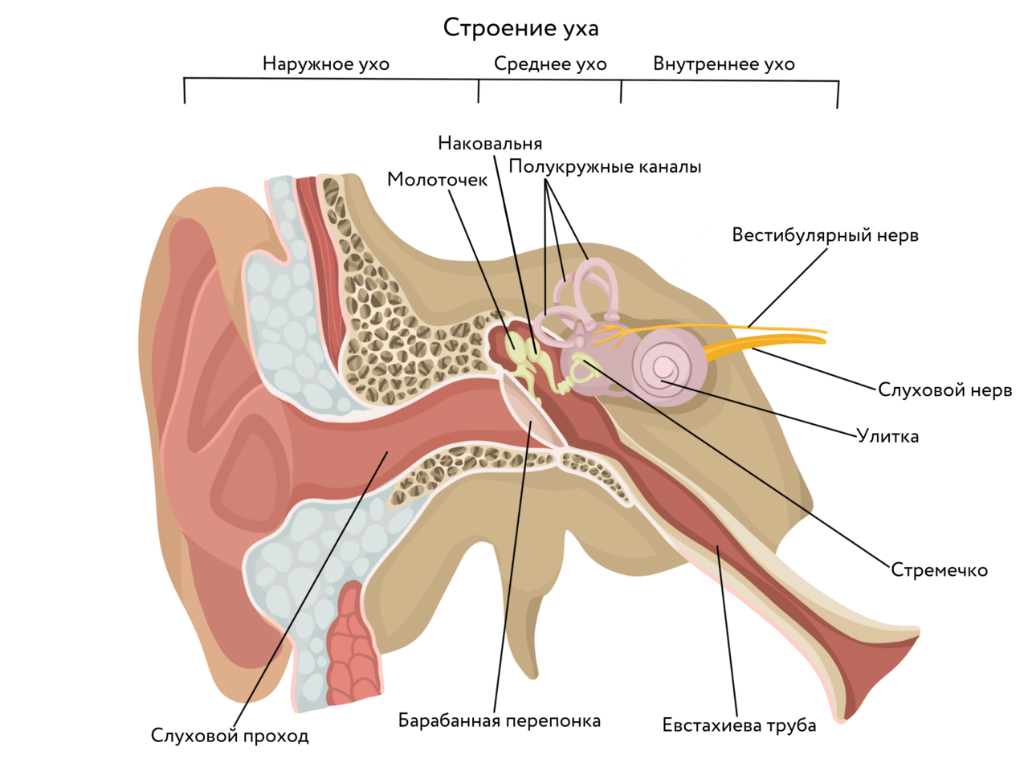 Строение уха
Наружное ухо
Среднее ухо
Внутреннее ухо
Наковальня
Полукружные каналы
Молоточек
Вестибулярный нерв
Слуховой нерв
Улитка
Стремечко
Барабанная перепонка
Евстахиева труба
Слуховой проход